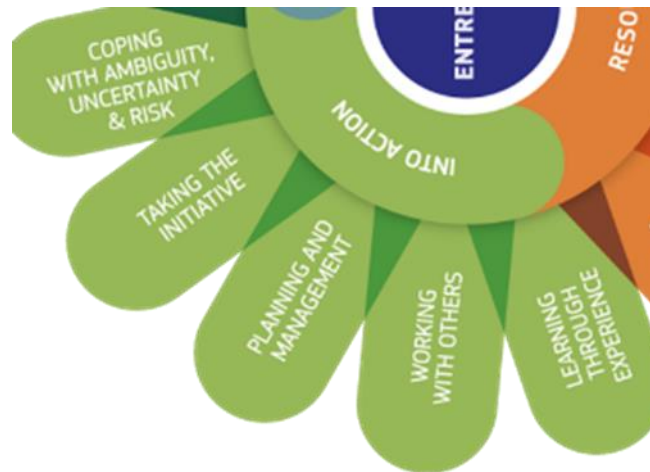 COPING
WITH AMBIGUITY,
UNCERTAINTY
& RISK
TAKING THE
INITIATIVE
PLANNING AND
MANAGEMENT
WORKING
WITH OTHERS
LEARNING
THROUGH
EXPERIENCE
INTO ACTION
ENTRE
RESO